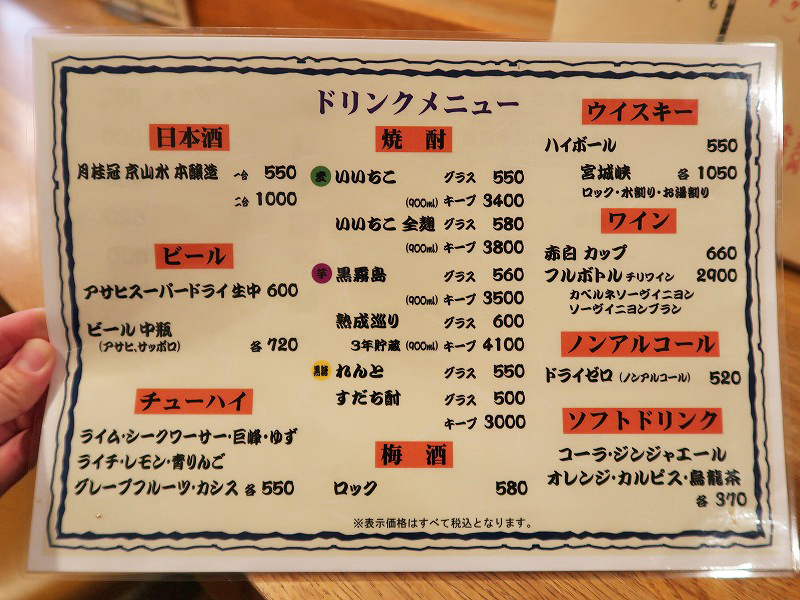 ドリンクメニュー
日本酒
月桂冠 京山水 本醸造 一合 550
二合 1000
ビール
アサヒスーパードライ 生中 600
ビール 中瓶
(アサヒ、サッポロ) 各 720
チューハイ
ライム・シークワーサー・巨峰・ゆず
ライチ・レモン・青りんご
グレープフルーツ・カシス 各 550
焼酎
麦 いいちこ グラス 550
(900ml) キープ 3400
いいちこ 全麹 グラス 580
(900ml) キープ 3800
芋 黒霧島 グラス 560
(900ml) キープ 3500
熟成巡り グラス 600
3年貯蔵 (900ml) キープ 4100
黒糖 れんと グラス 550
すだち酎 グラス 500
キープ 3000
梅酒
ロック 580
ウイスキー
ハイボール 550
宮城峡 各 1050
ロック・水割り・お湯割り
ワイン
赤白 カップ 660
フルボトル チリワイン 2900
カベルネソーヴィニヨン
ソーヴィニヨンブラン
ノンアルコール
ドライゼロ (ノンアルコール) 520
ソフトドリンク
コーラ・ジンジャエール
オレンジ・カルピス・烏龍茶
各 370
※表示価格はすべて税込となります。